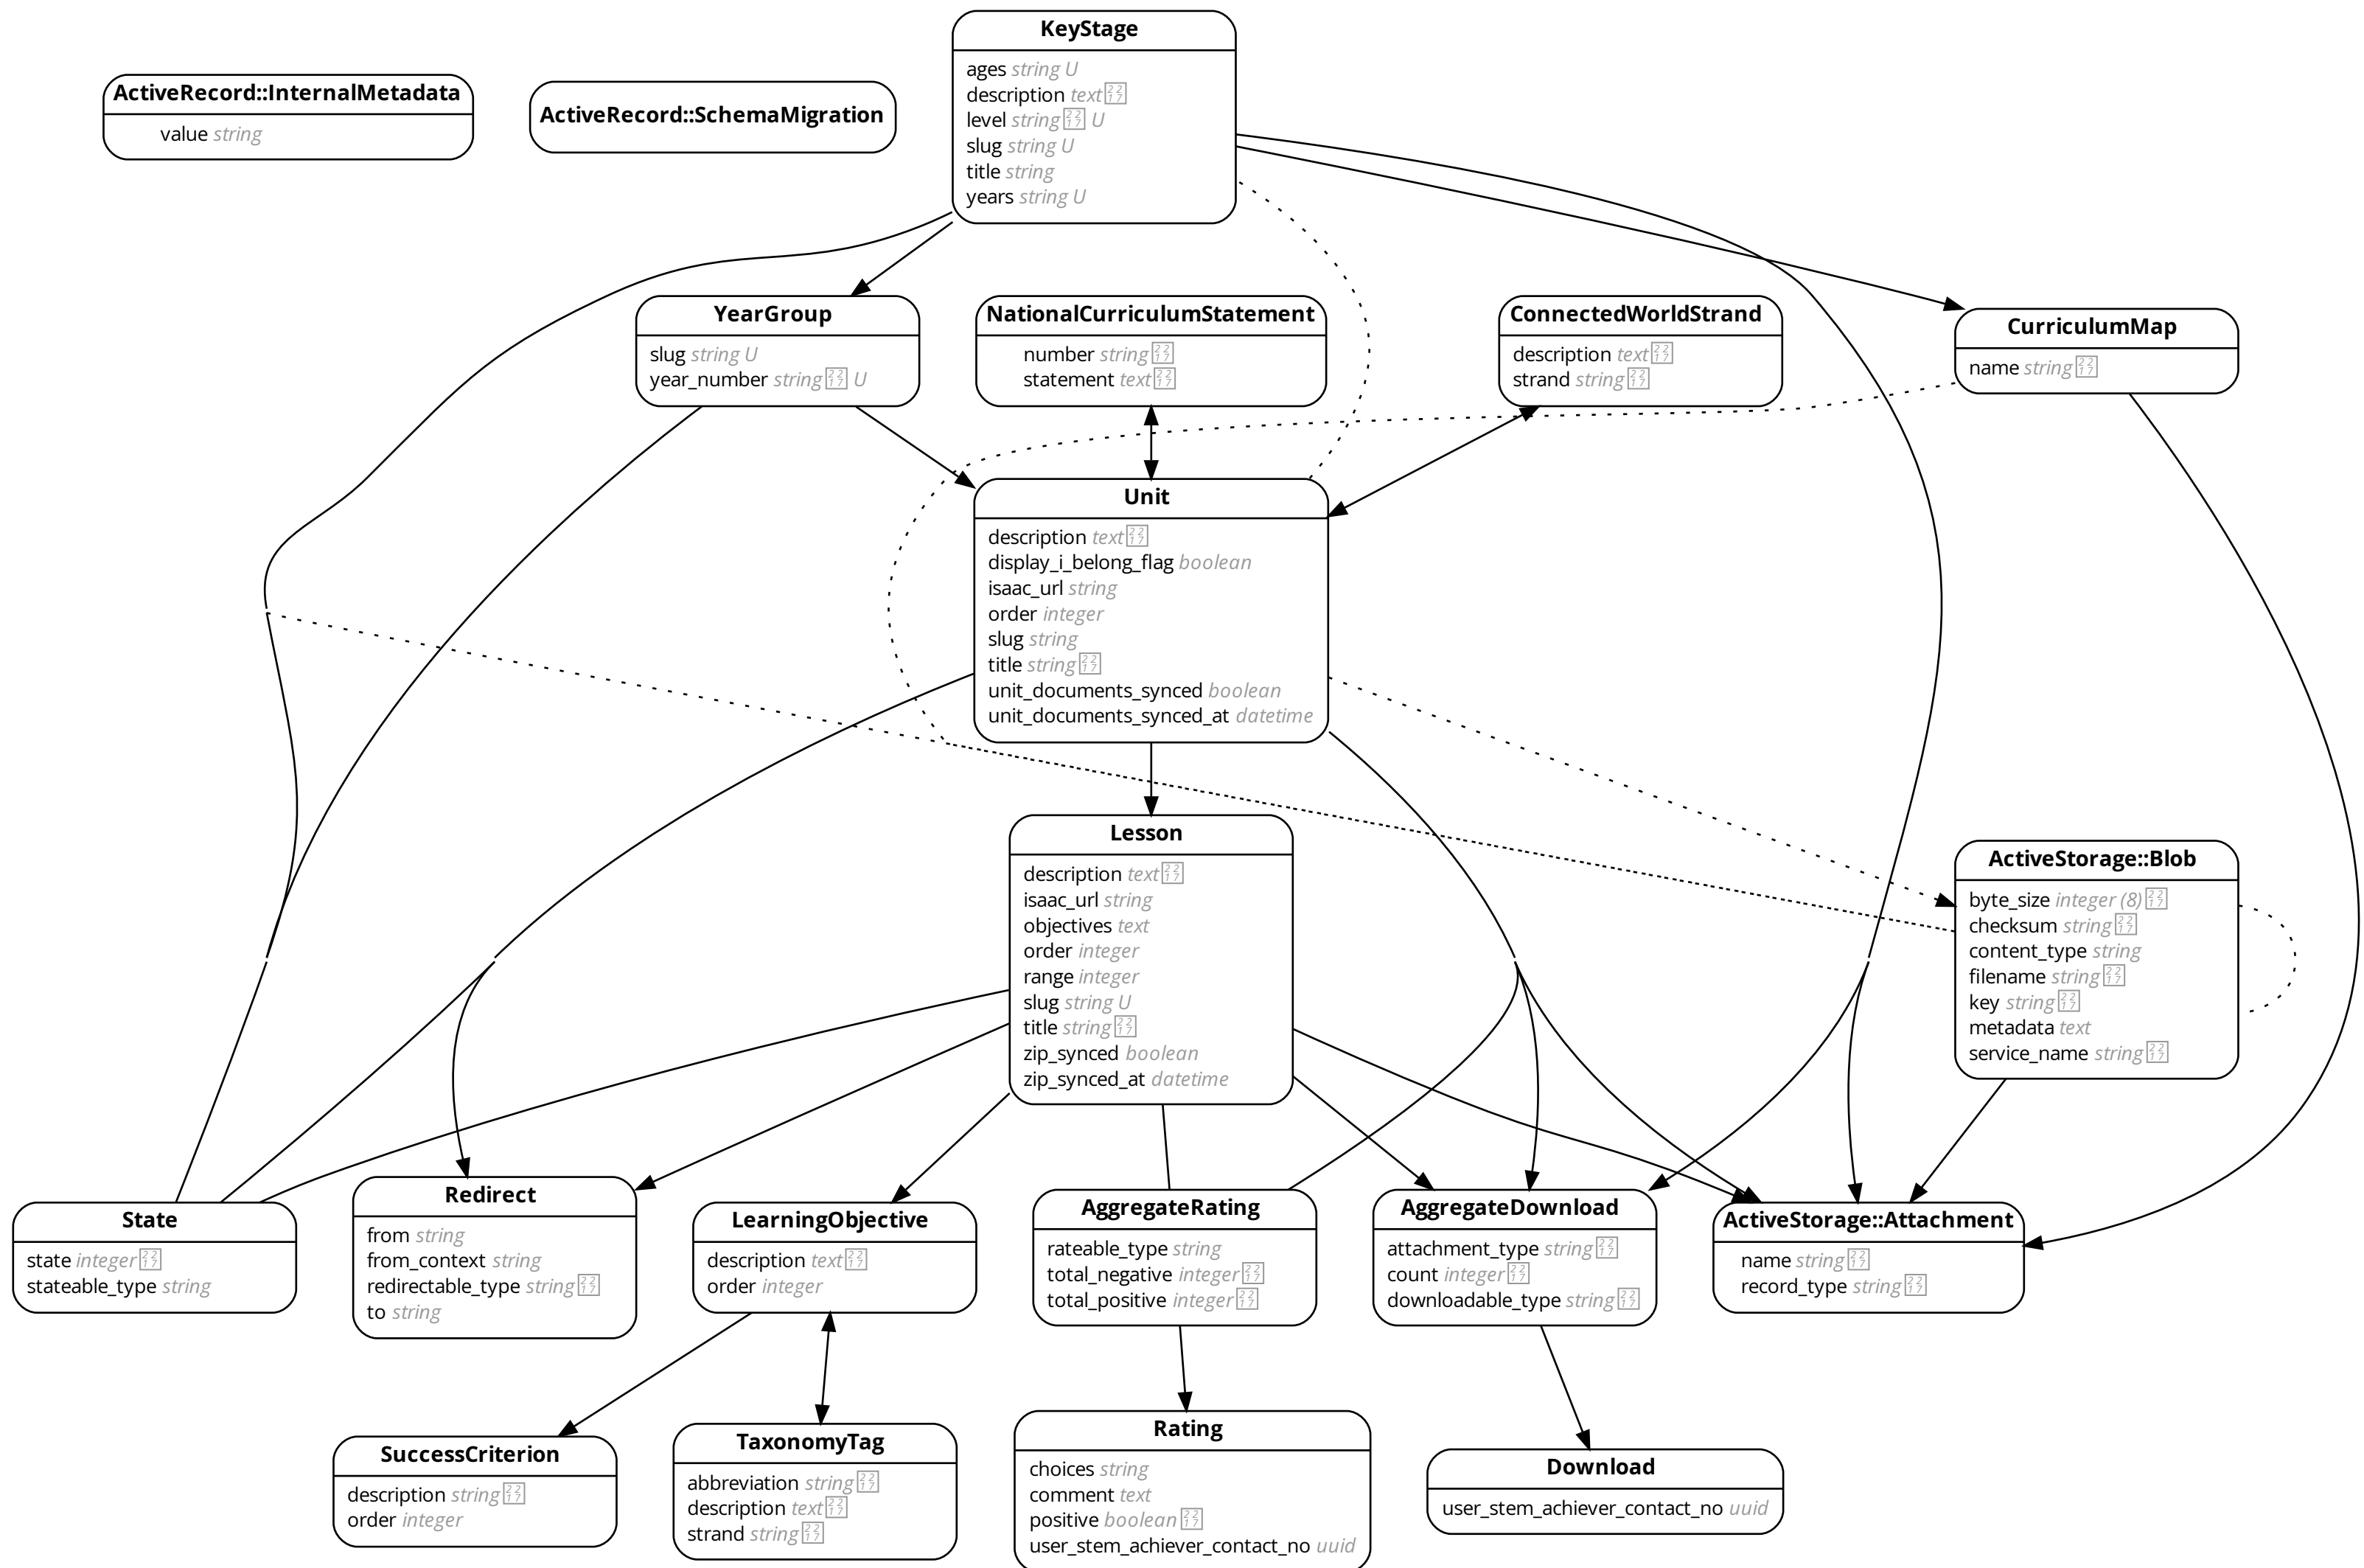 KeyStage
ages string U
description text ∗
level string ∗ U
slug string U
title string
years string U
ActiveRecord::InternalMetadata
value string
ActiveRecord::SchemaMigration
YearGroup
slug string U
year_number string ∗ U
NationalCurriculumStatement
number string ∗
statement text ∗
ConnectedWorldStrand
description text ∗
strand string ∗
CurriculumMap
name string ∗
Unit
description text ∗
display_i_belong_flag boolean
isaac_url string
order integer
slug string
title string ∗
unit_documents_synced boolean
unit_documents_synced_at datetime
Lesson
description text ∗
isaac_url string
objectives text
order integer
range integer
slug string U
title string ∗
zip_synced boolean
zip_synced_at datetime
ActiveStorage::Blob
byte_size integer (8) ∗
checksum string ∗
content_type string
filename string ∗
key string ∗
metadata text
service_name string ∗
State
state integer ∗
stateable_type string
Redirect
from string
from_context string
redirectable_type string ∗
to string
LearningObjective
description text ∗
order integer
AggregateRating
rateable_type string
total_negative integer ∗
total_positive integer ∗
AggregateDownload
attachment_type string ∗
count integer ∗
downloadable_type string ∗
ActiveStorage::Attachment
name string ∗
record_type string ∗
SuccessCriterion
description string ∗
order integer
TaxonomyTag
abbreviation string ∗
description text ∗
strand string ∗
Rating
choices string
comment text
positive boolean ∗
user_stem_achiever_contact_no uuid
Download
user_stem_achiever_contact_no uuid